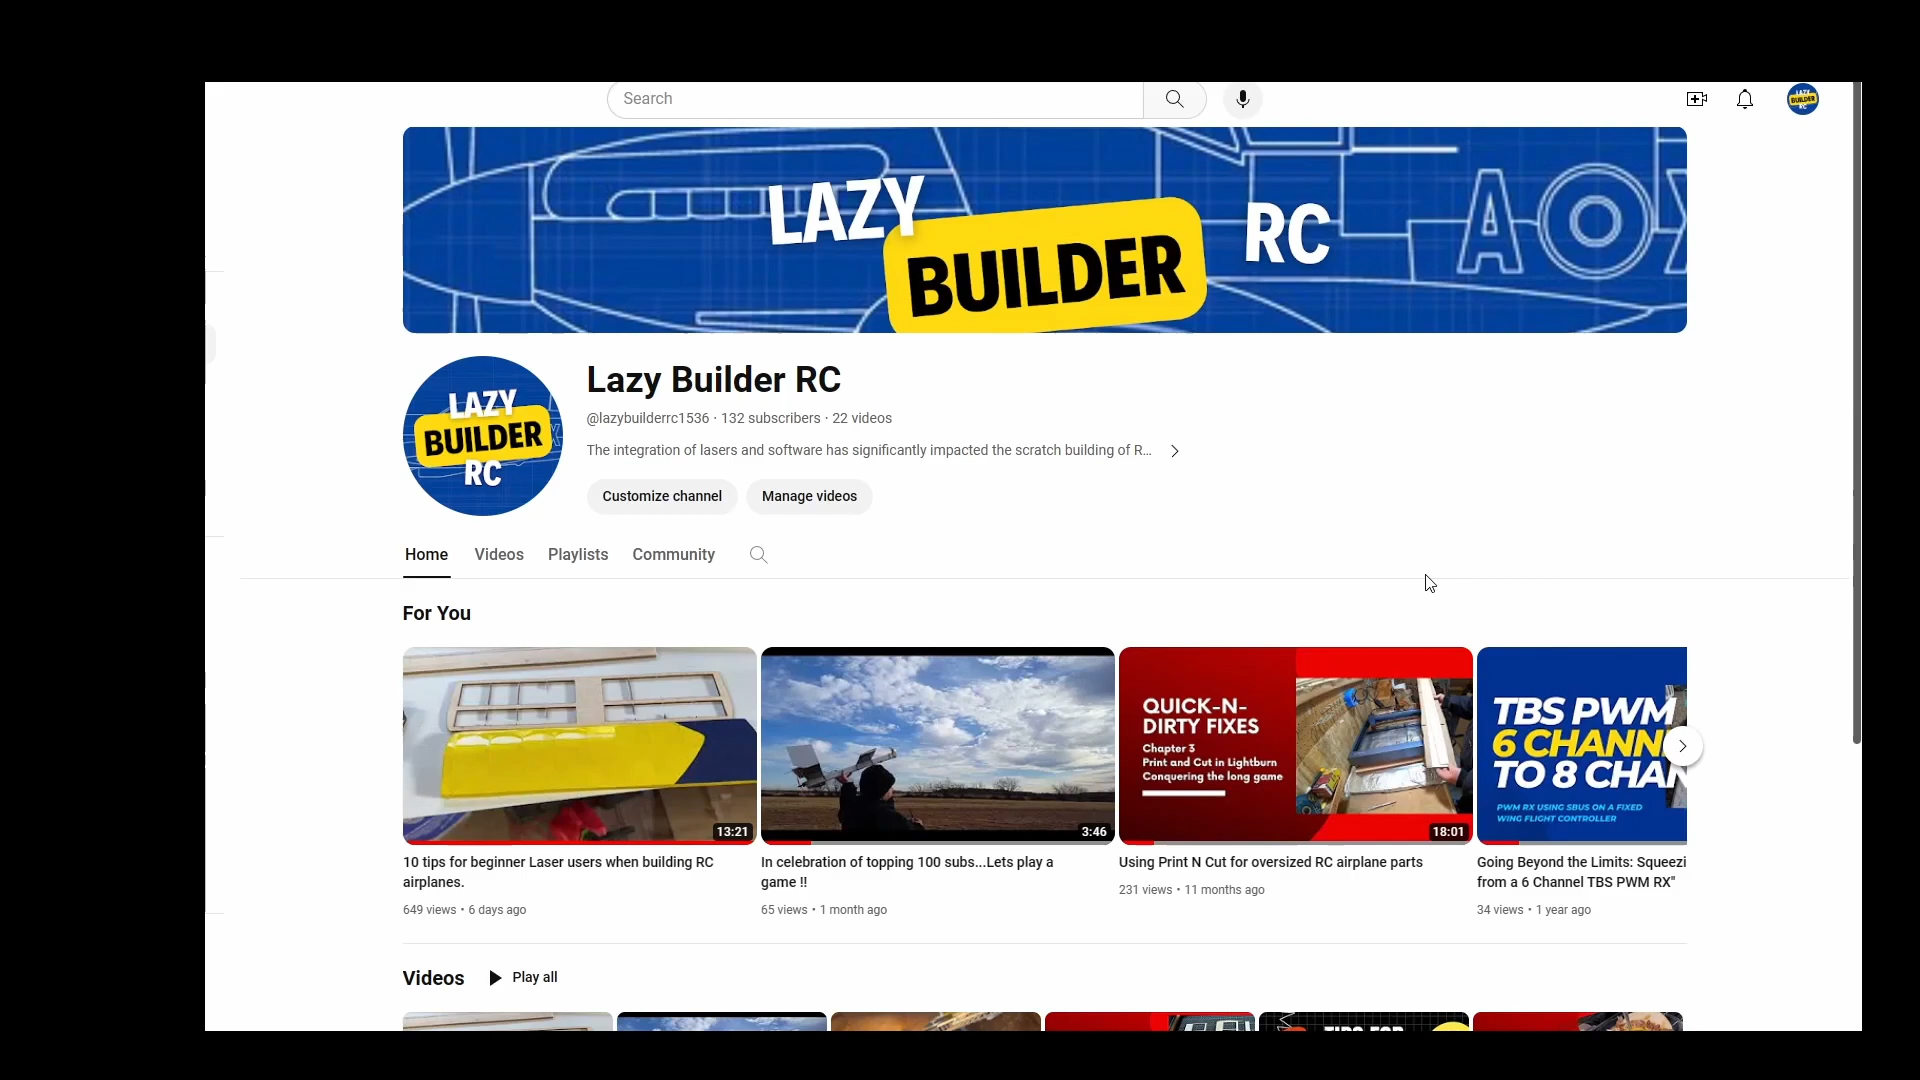 Search
LAZY
BUILDER
RC
AO
LAZY
BUILDER
RC
Lazy Builder RC
@lazybuilderrc1536 · 132 subscribers · 22 videos
The integration of lasers and software has significantly impacted the scratch building of R...
Customize channel
Manage videos
Home
Videos
Playlists
Community
For You
QUICK-N-
DIRTY FIXES
Chapter 3
Print and Cut in Lightburn
Conquering the long game
TBS PWM
6 CHANN
TO 8 CHAN
PWM RX USING SBUS ON A FIXED
WING FLIGHT CONTROLLER
13:21
3:46
18:01
10 tips for beginner Laser users when building RC
airplanes.
649 views • 6 days ago
In celebration of topping 100 subs...Lets play a
game !!
65 views • 1 month ago
Using Print N Cut for oversized RC airplane parts
231 views • 11 months ago
Going Beyond the Limits: Squeezi
from a 6 Channel TBS PWM RX"
34 views • 1 year ago
Videos
Play all
TIPS FOR